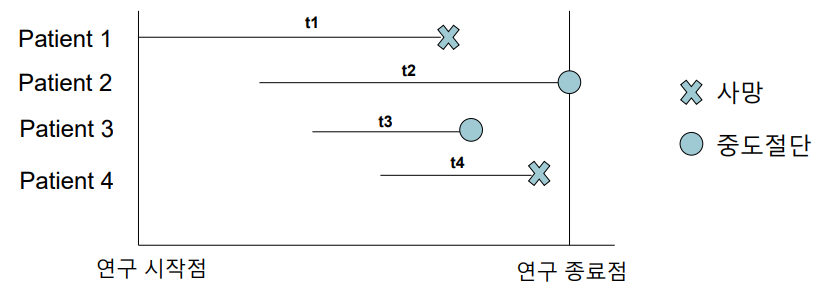 Patient 1
t1
Patient 2
t2
Patient 3
t3
Patient 4
t4
사망
중도절단
연구 시작점
연구 종료점